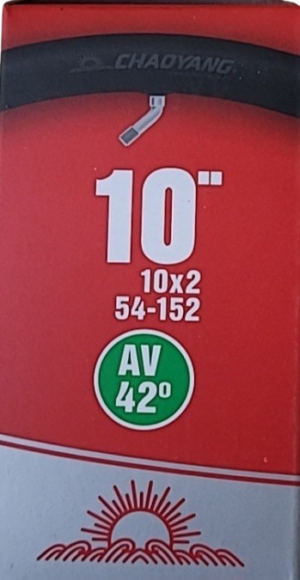 CHAOYANG
10"
10x2
54-152
AV
42º